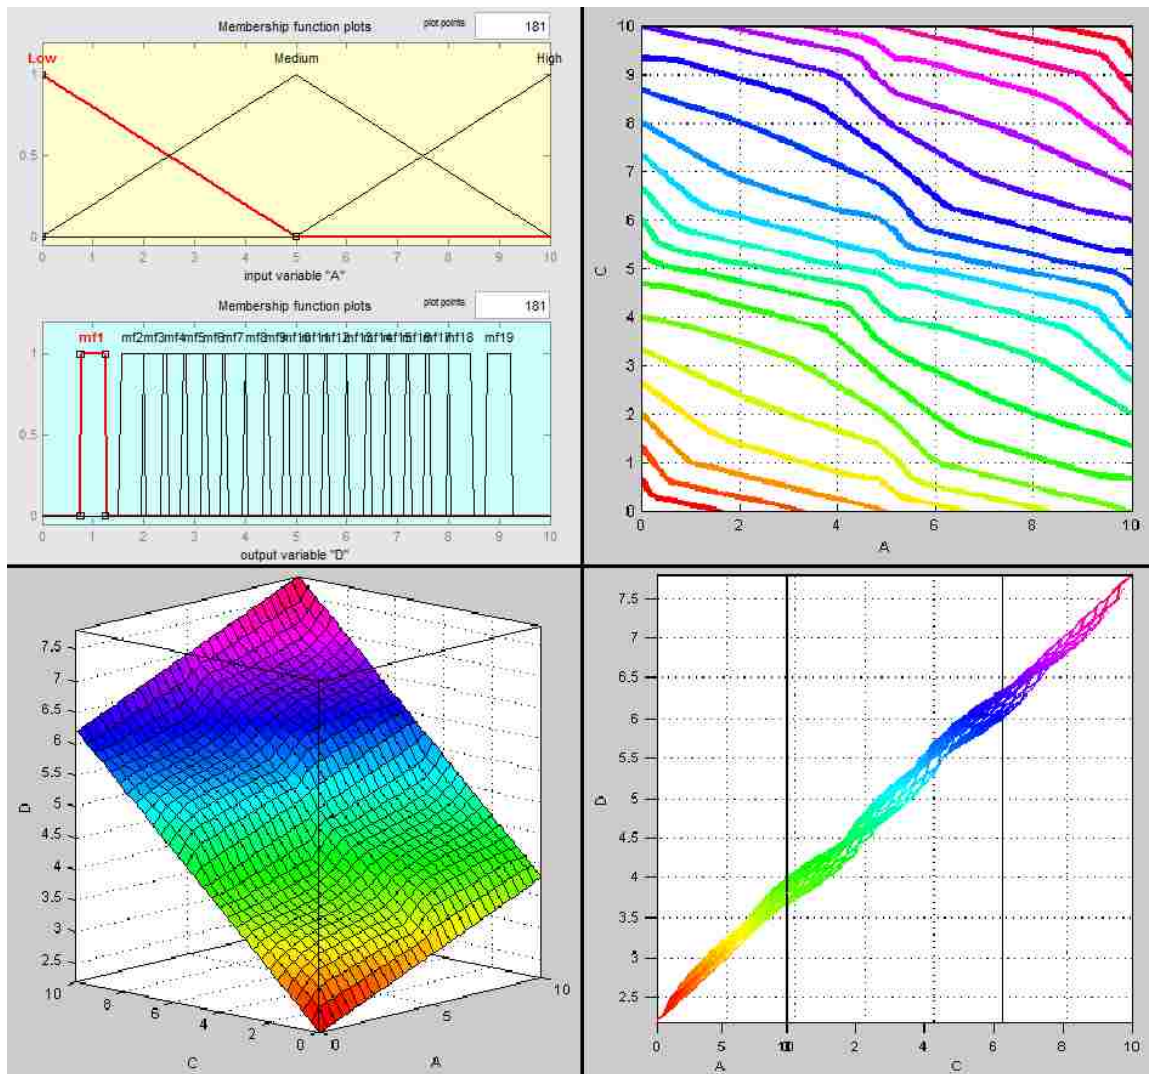 Membership function plots
plot points
181
Low
Medium
High
1
0.5
0
0 1 2 3 4 5 6 7 8 9 10
input variable "A"
Membership function plots
plot points
181
mf1
mf2mf3mf4mf5mf6mf7 mf8mf9mf10mf11mf12mf13mf14mf15mf16mf17mf18 mf19
1
0.5
0
0 1 2 3 4 5 6 7 8 9 10
output variable "D"
10
9
8
7
6
5
4
3
2
1
0
C
0 2 4 6 8 10
A
7.5
7
6.5
6
5.5
5
4.5
4
3.5
3
2.5
D
10 8 6 4 2 0
C
0 5 10
A
7.5
7
6.5
6
5.5
5
4.5
4
3.5
3
2.5
D
0 5
2 4 6 8 10
A
C